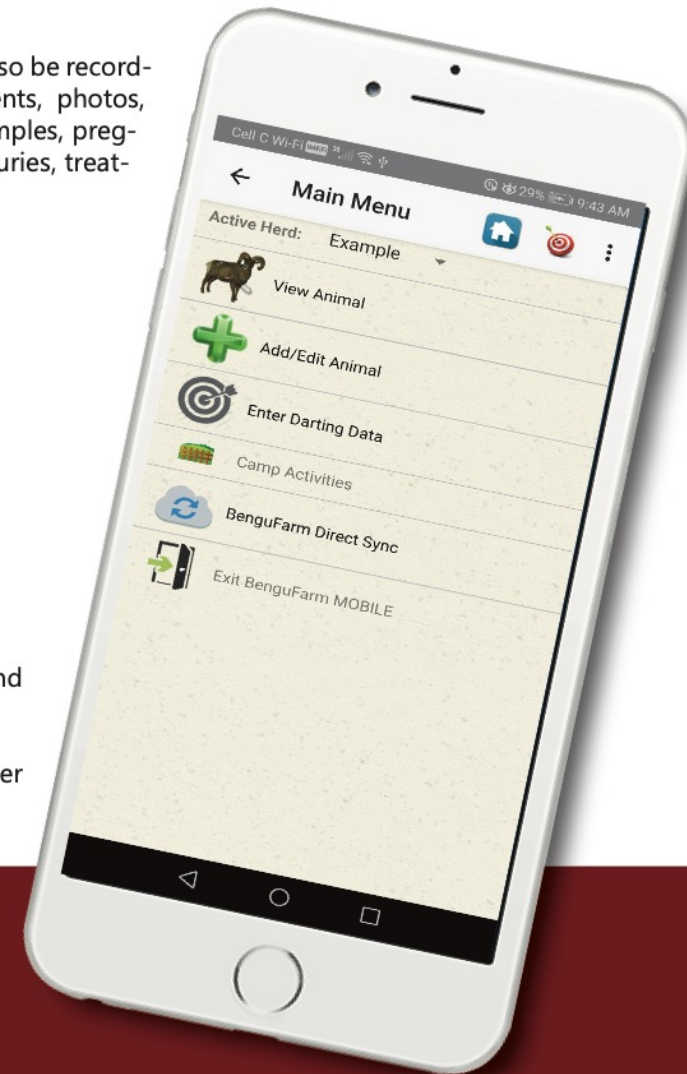 so be record-
ents, photos,
mples, preg-
uries, treat-
nd
er
Cell C Wi-Fi
29% 9:43 AM
Main Menu
Active Herd: Example
View Animal
Add/Edit Animal
Enter Darting Data
Camp Activities
BenguFarm Direct Sync
Exit BenguFarm MOBILE